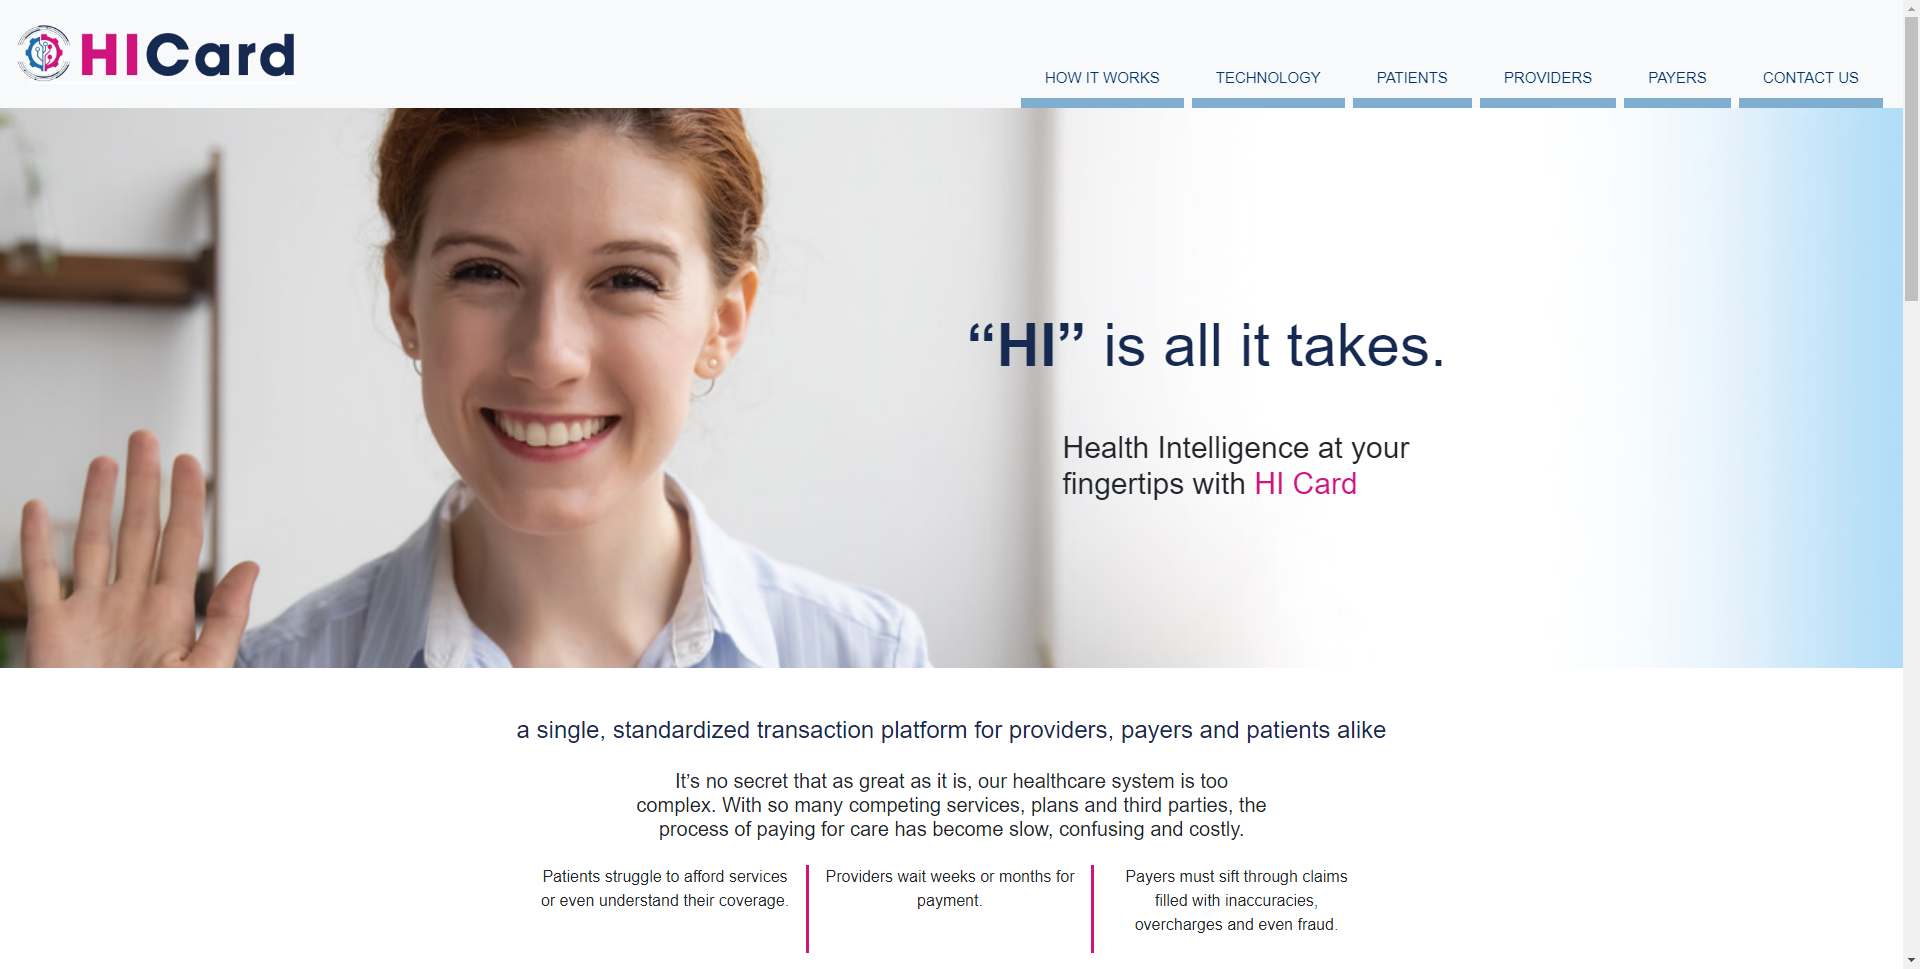 HICard
HOW IT WORKS
TECHNOLOGY
PATIENTS
PROVIDERS
PAYERS
CONTACT US
“HI” is all it takes.
Health Intelligence at your
fingertips with HI Card
a single, standardized transaction platform for providers, payers and patients alike
It’s no secret that as great as it is, our healthcare system is too
complex. With so many competing services, plans and third parties, the
process of paying for care has become slow, confusing and costly.
Patients struggle to afford services
or even understand their coverage.
Providers wait weeks or months for
payment.
Payers must sift through claims
filled with inaccuracies,
overcharges and even fraud.